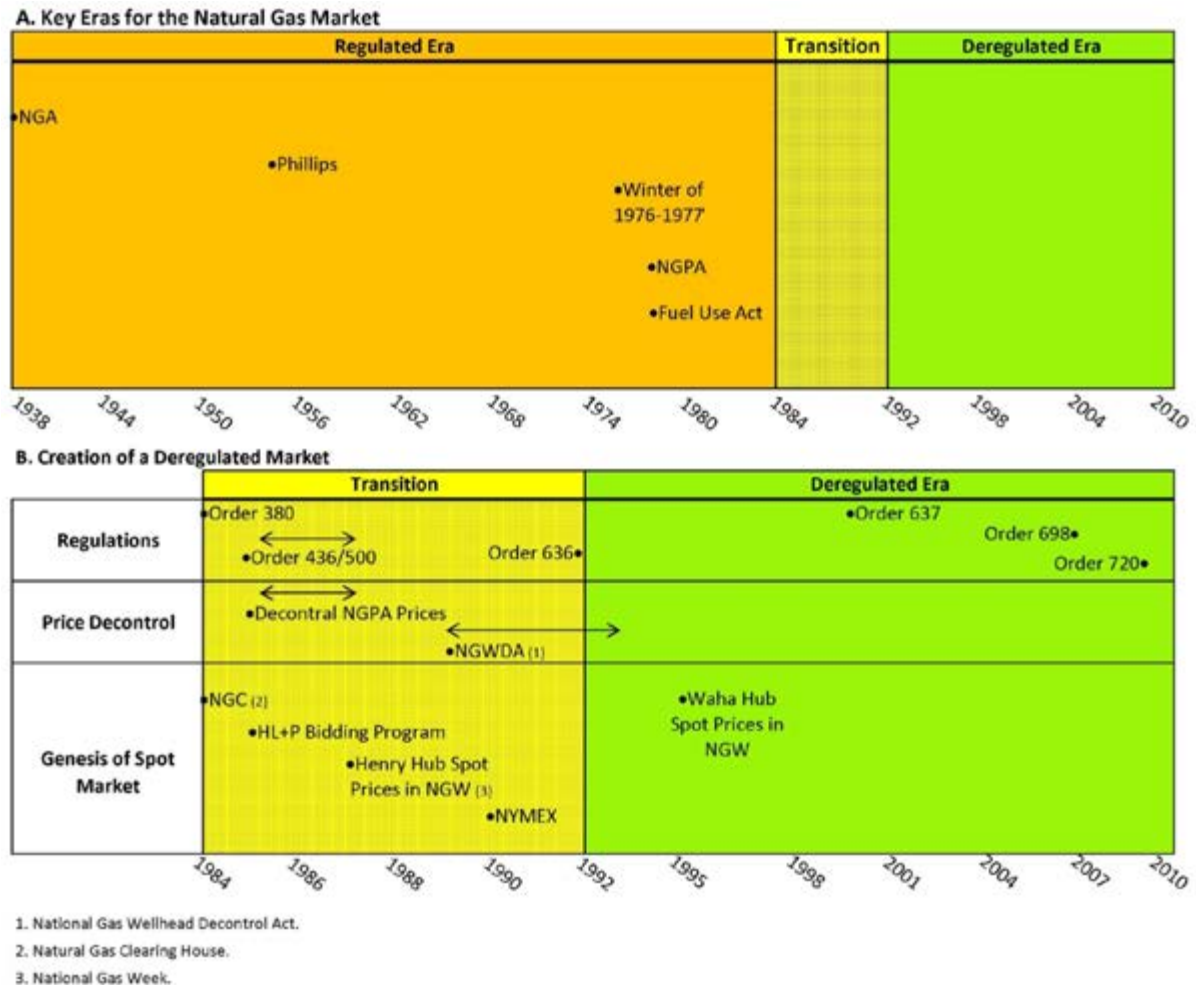 A. Key Eras for the Natural Gas Market
Regulated Era Transition Deregulated Era
•NGA
•Phillips
•Winter of
1976-1977
•NGPA
•Fuel Use Act
1938 1944 1950 1956 1962 1968 1974 1980 1984 1992 1998 2004 2010
B. Creation of a Deregulated Market
Transition Deregulated Era
Regulations
•Order 380
•Order 436/500
Order 636•
•Order 637
Order 698•
Order 720•
Price Decontrol
•Decontral NGPA Prices
•NGWDA (1)
Genesis of Spot
Market
•NGC (2)
•HL+P Bidding Program
•Henry Hub Spot
Prices in NGW (3)
•NYMEX
•Waha Hub
Spot Prices in
NGW
1984 1986 1988 1990 1992 1995 1998 2001 2004 2007 2010
1. National Gas Wellhead Decontrol Act.
2. Natural Gas Clearing House.
3. National Gas Week.